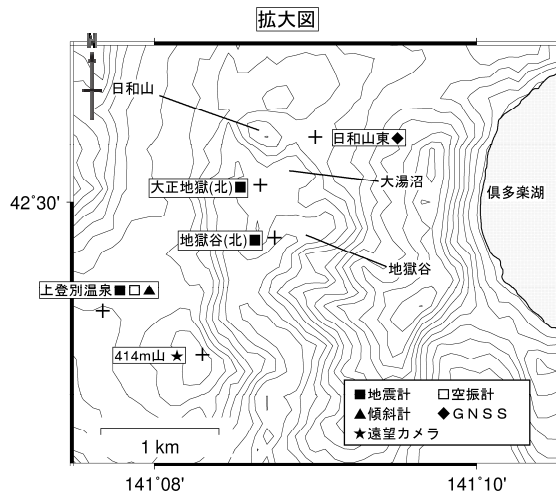 拡大図
N
日和山
日和山東◆
大正地獄(北)■
大湯沼
倶多楽湖
42°30'
地獄谷(北)■
地獄谷
上登別温泉■□▲
414m山 ★
■地震計 □空振計
▲傾斜計 ◆GNSS
★遠望カメラ
1 km
141°08' 141°10'